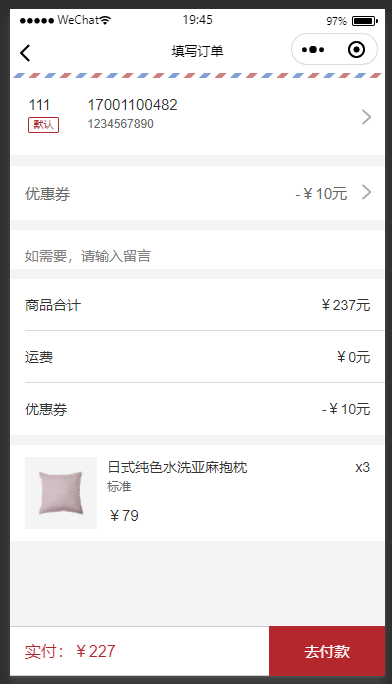 WeChat 19:45 97%
填写订单
111 17001100482
默认 1234567890
优惠券 -￥10元
如需要，请输入留言
商品合计 ￥237元
运费 ￥0元
优惠券 -￥10元
日式纯色水洗亚麻抱枕 x3
标准
￥79
实付：￥227 去付款